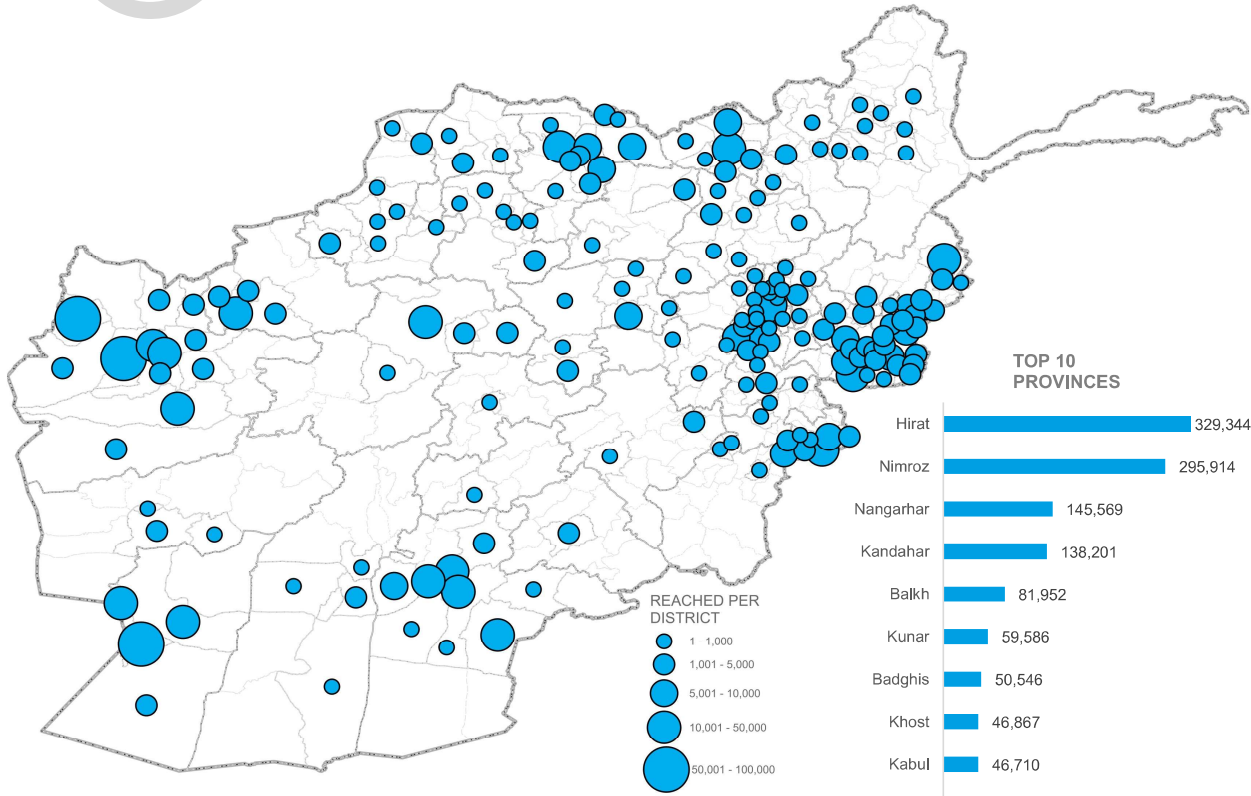 TOP 10
PROVINCES
Hirat 329,344
Nimroz 295,914
Nangarhar 145,569
Kandahar 138,201
Balkh 81,952
Kunar 59,586
Badghis 50,546
Khost 46,867
Kabul 46,710
REACHED PER
DISTRICT
1 1,000
1,001 - 5,000
5,001 - 10,000
10,001 - 50,000
50,001 - 100,000